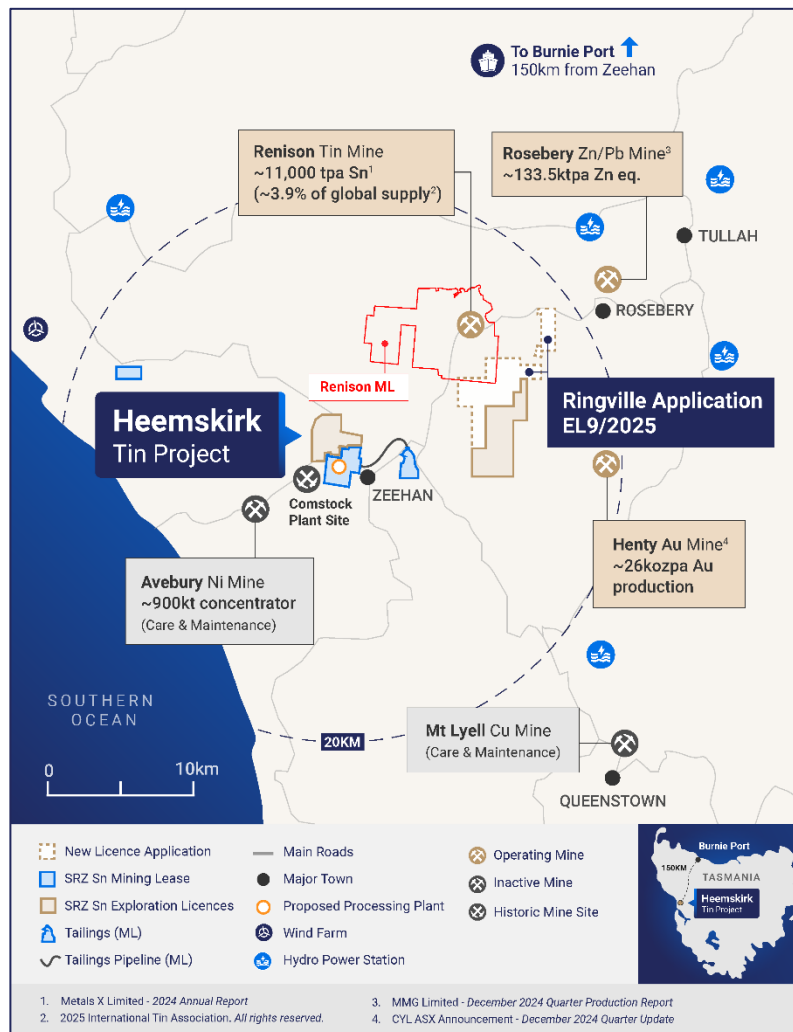 To Burnie Port
150km from Zeehan
Renison Tin Mine
~11,000 tpa Sn¹
(~3.9% of global supply²)
Rosebery Zn/Pb Mine³
~133.5ktpa Zn eq.
TULLAH
ROSEBERY
Renison ML
Heemskirk
Tin Project
Ringville Application
EL9/2025
ZEEHAN
Comstock
Plant Site
Avebury Ni Mine
~900kt concentrator
(Care & Maintenance)
Henty Au Mine⁴
~26kozpa Au
production
SOUTHERN
OCEAN
20KM
Mt Lyell Cu Mine
(Care & Maintenance)
0 10km
QUEENSTOWN
New Licence Application
SRZ Sn Mining Lease
SRZ Sn Exploration Licences
Tailings (ML)
Tailings Pipeline (ML)
Main Roads
Major Town
Proposed Processing Plant
Wind Farm
Hydro Power Station
Operating Mine
Inactive Mine
Historic Mine Site
Burnie Port
150KM
TASMANIA
Heemskirk
Tin Project
1. Metals X Limited - 2024 Annual Report
2. 2025 International Tin Association. All rights reserved.
3. MMG Limited - December 2024 Quarter Production Report
4. CYL ASX Announcement - December 2024 Quarter Update